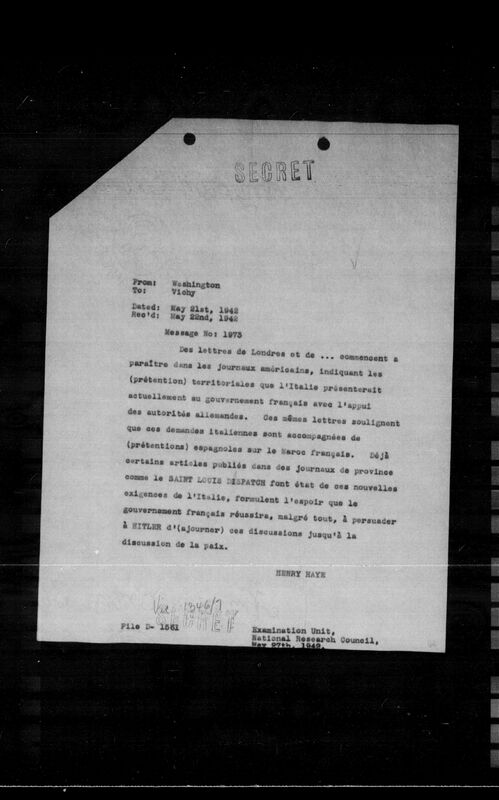 SECRET
From: Washington
To: Vichy
Dated: May 21st, 1942
Rec'd: May 22nd, 1942
Message No: 1973
Des lettres de Londres et de ... commencent a
paraître dans les journaux américains, indiquant les
(prétention) territoriales que l'Italie présenterait
actuellement au gouvernement français avec l'appui
des autorités allemandes. Ces mêmes lettres soulignent
que ces demandes italiennes sont accompagnées de
(prétentions) espagnoles sur le Maroc français. Déjà
certains articles publiés dans des journaux de province
comme le SAINT LOUIS DISPATCH font état de ces nouvelles
exigences de l'Italie, formulent l'espoir que le
gouvernement français réussira, malgré tout, à persuader
à HITLER d'(ajourner) ces discussions jusqu'à la
discussion de la paix.
HENRY HAYE
File D- 1561
Examination Unit,
National Research Council,
May 27th, 1942.